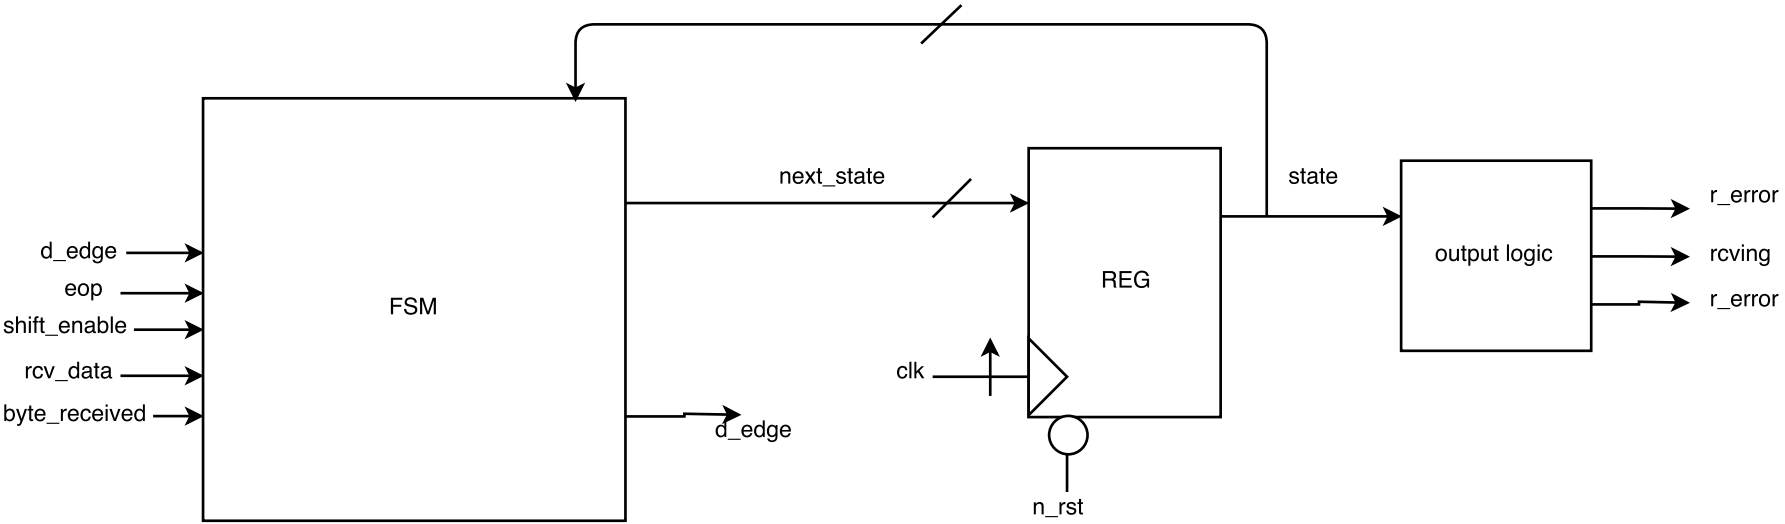 next_state
state
r_error
d_edge
output logic
rcving
eop
REG
FSM
r_error
shift_enable
rcv_data
clk
byte_received
d_edge
n_rst